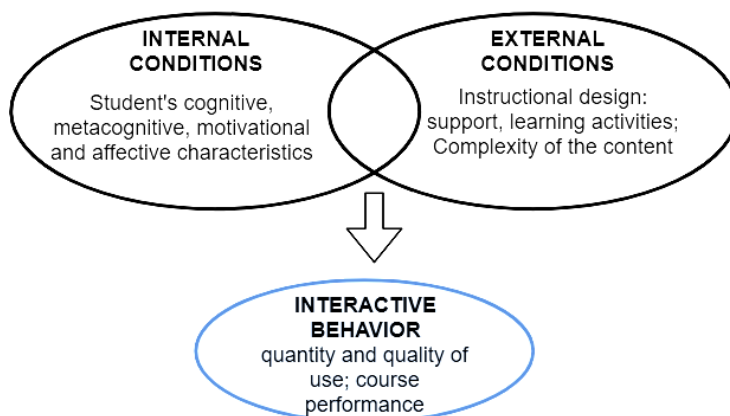 INTERNAL
CONDITIONS
Student's cognitive,
metacognitive, motivational
and affective characteristics
EXTERNAL
CONDITIONS
Instructional design:
support, learning activities;
Complexity of the content
INTERACTIVE
BEHAVIOR
quantity and quality of
use; course
performance